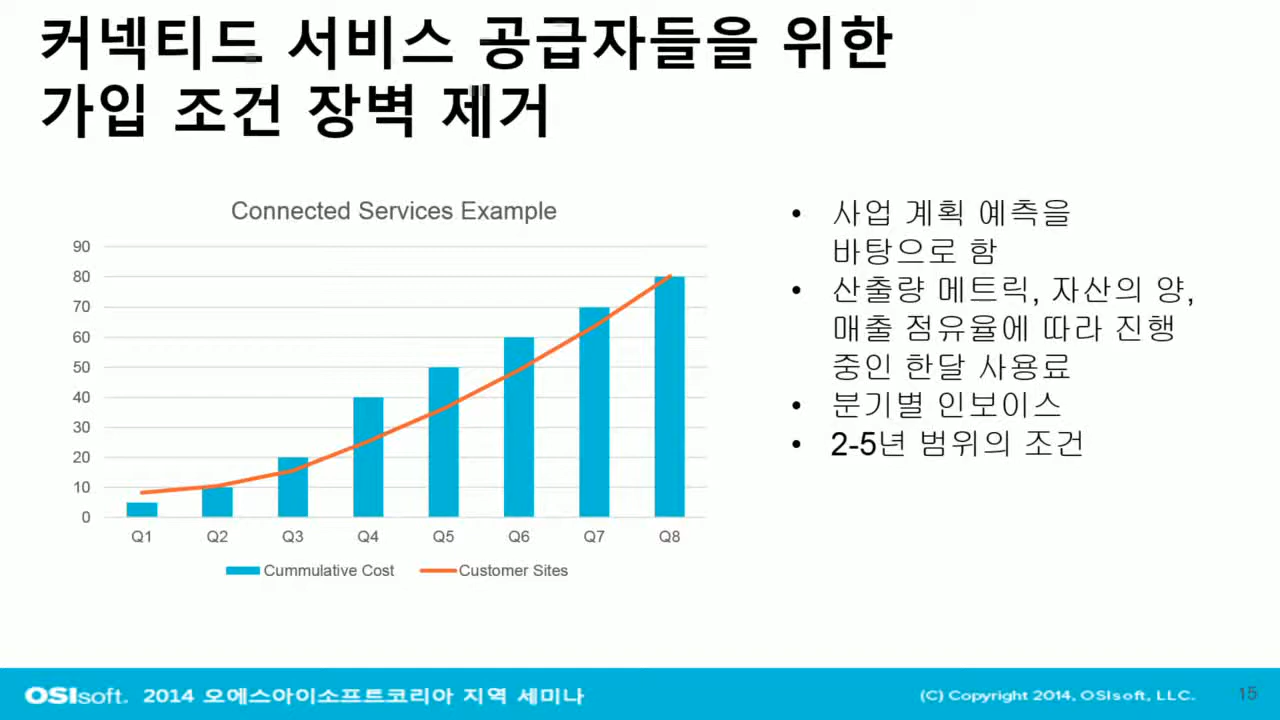 커넥티드 서비스 공급자들을 위한
가입 조건 장벽 제거
Connected Services Example
90
80
70
60
50
40
30
20
10
0
Q1 Q2 Q3 Q4 Q5 Q6 Q7 Q8
Cummulative Cost Customer Sites
• 사업 계획 예측을
바탕으로 함
• 산출량 메트릭, 자산의 양,
매출 점유율에 따라 진행
중인 한달 사용료
• 분기별 인보이스
• 2-5년 범위의 조건
OSIsoft. 2014 오에스아이소프트코리아 지역 세미나
(C) Copyright 2014, OSIsoft, LLC. 15